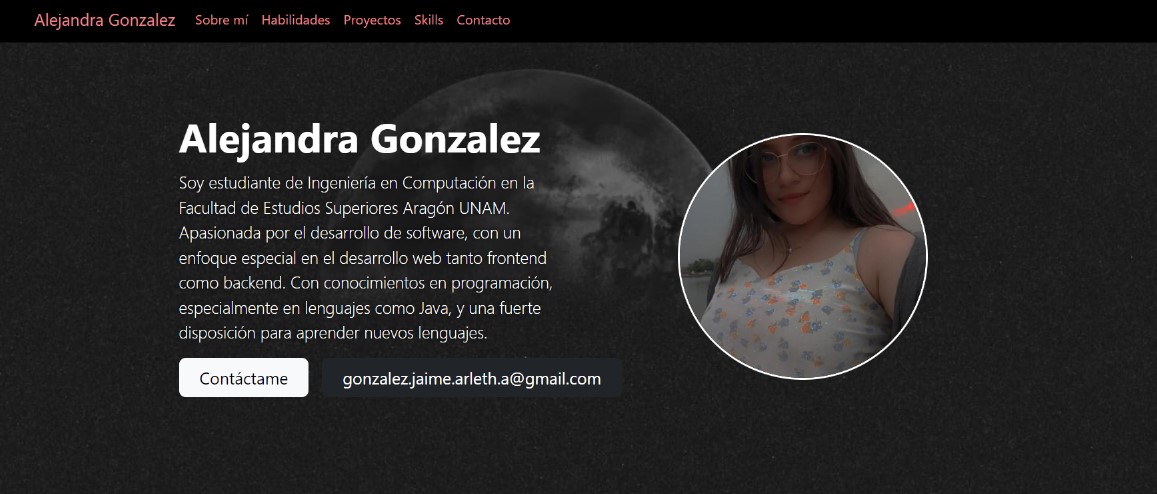 Alejandra Gonzalez Sobre mí Habilidades Proyectos Skills Contacto
Alejandra Gonzalez
Soy estudiante de Ingeniería en Computación en la
Facultad de Estudios Superiores Aragón UNAM.
Apasionada por el desarrollo de software, con un
enfoque especial en el desarrollo web tanto frontend
como backend. Con conocimientos en programación,
especialmente en lenguajes como Java, y una fuerte
disposición para aprender nuevos lenguajes.
Contáctame gonzalez.jaime.arleth.a@gmail.com